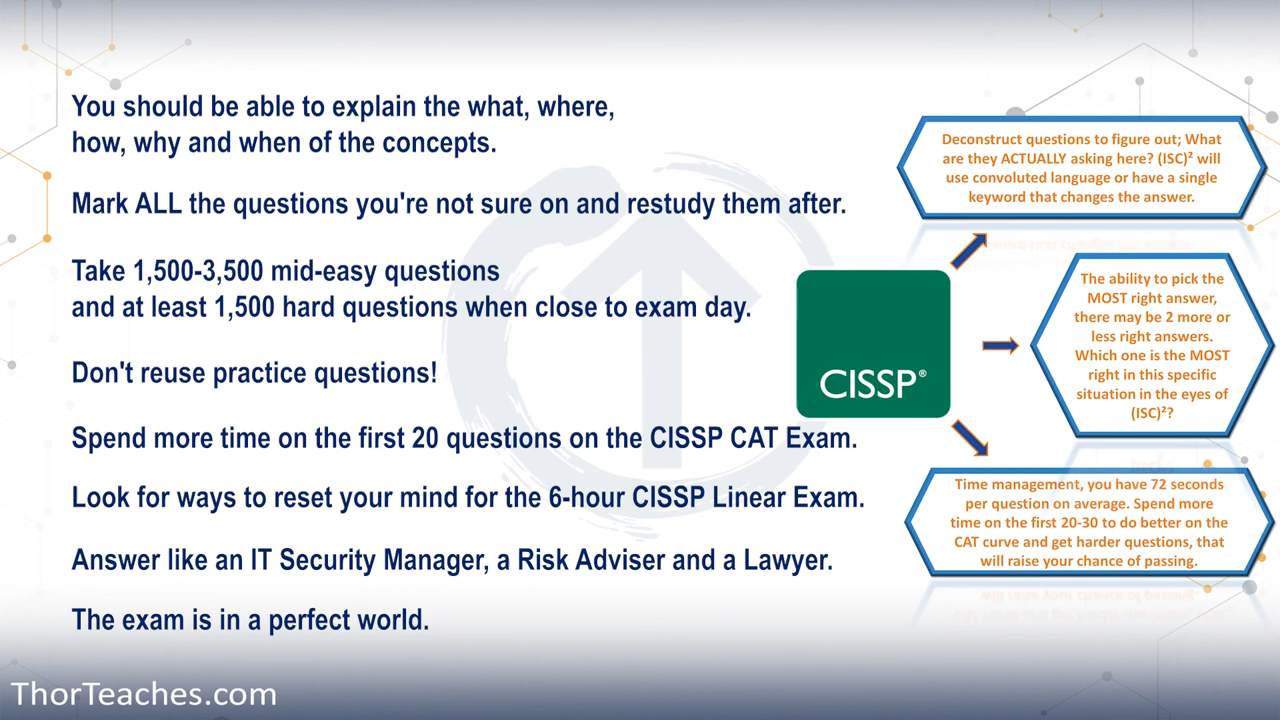 You should be able to explain the what, where,
how, why and when of the concepts.
Mark ALL the questions you're not sure on and restudy them after.
Take 1,500-3,500 mid-easy questions
and at least 1,500 hard questions when close to exam day.
Don't reuse practice questions!
Spend more time on the first 20 questions on the CISSP CAT Exam.
Look for ways to reset your mind for the 6-hour CISSP Linear Exam.
Answer like an IT Security Manager, a Risk Adviser and a Lawyer.
The exam is in a perfect world.
CISSP®
Deconstruct questions to figure out; What
are they ACTUALLY asking here? (ISC)² will
use convoluted language or have a single
keyword that changes the answer.
The ability to pick the
MOST right answer,
there may be 2 more or
less right answers.
Which one is the MOST
right in this specific
situation in the eyes of
(ISC)²?
Time management, you have 72 seconds
per question on average. Spend more
time on the first 20-30 to do better on the
CAT curve and get harder questions, that
will raise your chance of passing.
ThorTeaches.com